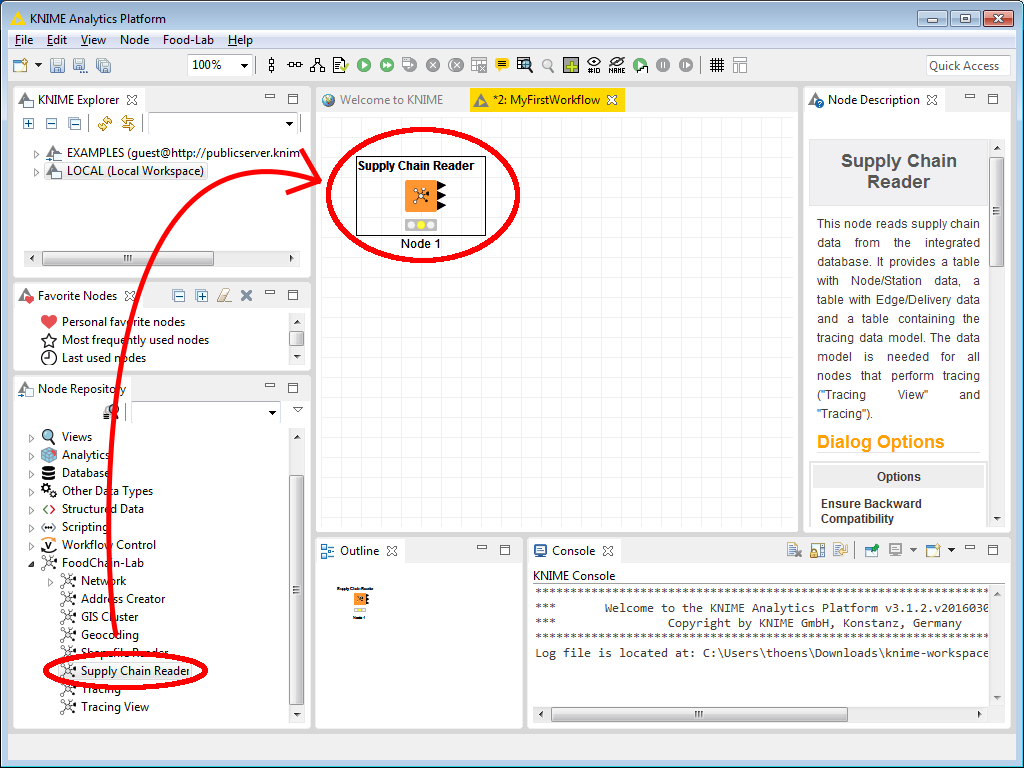 KNIME Analytics Platform
File Edit View Node Food-Lab Help
100%
#ID
NAME
Quick Access
KNIME Explorer
EXAMPLES (guest@http://publicserver.knim
LOCAL (Local Workspace)
Favorite Nodes
Personal favorite nodes
Most frequently used nodes
Last used nodes
Node Repository
Views
Analytics
Database
Other Data Types
Structured Data
Scripting
Workflow Control
FoodChain-Lab
Network
Address Creator
GIS Cluster
Geocoding
Shapefile Reader
Supply Chain Reader
Tracing
Tracing View
Welcome to KNIME
*2: MyFirstWorkflow
Supply Chain Reader
Node 1
Outline
Supply Chain Reader
Node 1
Node Description
Supply Chain
Reader
This node reads supply chain
data from the integrated
database. It provides a table
with Node/Station data, a
table with Edge/Delivery data
and a table containing the
tracing data model. The data
model is needed for all
nodes that perform tracing
("Tracing View" and
"Tracing").
Dialog Options
Options
Ensure Backward
Compatibility
Console
KNIME Console
********************************************************
*** Welcome to the KNIME Analytics Platform v3.1.2.v2016030
*** Copyright by KNIME GmbH, Konstanz, Germany
********************************************************
Log file is located at: C:\Users\thoens\Downloads\knime-workspace